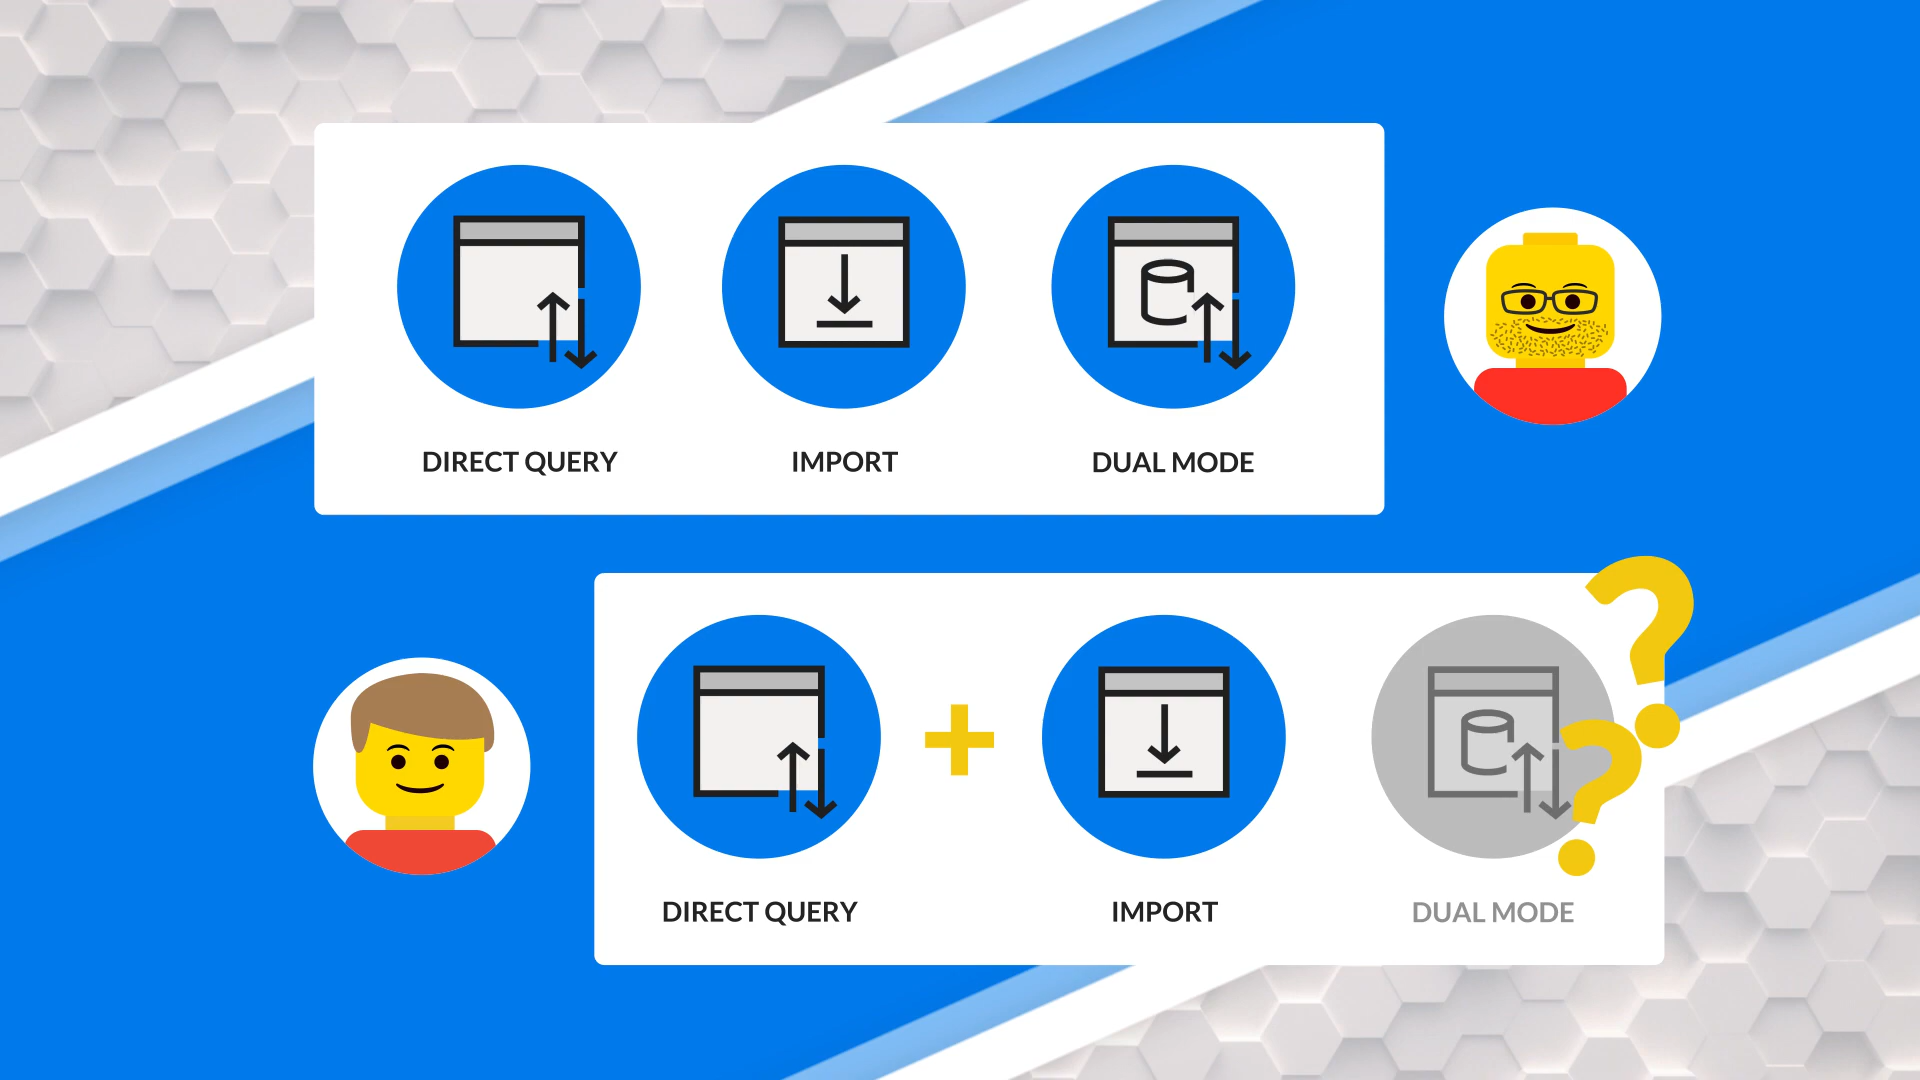 DIRECT QUERY
IMPORT
DUAL MODE
?
?
+
DIRECT QUERY
IMPORT
DUAL MODE